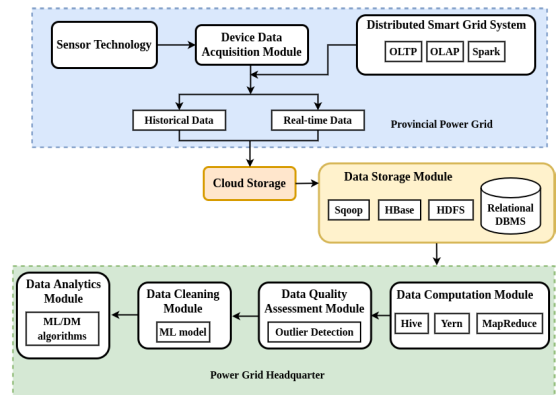 Sensor Technology
Device Data
Acquisition Module
Distributed Smart Grid System
OLTP
OLAP
Spark
Historical Data
Real-time Data
Provincial Power Grid
Cloud Storage
Data Storage Module
Sqoop
HBase
HDFS
Relational
DBMS
Data Analytics
Module
ML/DM
algorithms
Data Cleaning
Module
ML model
Data Quality
Assessment Module
Outlier Detection
Data Computation Module
Hive
Yern
MapReduce
Power Grid Headquarter